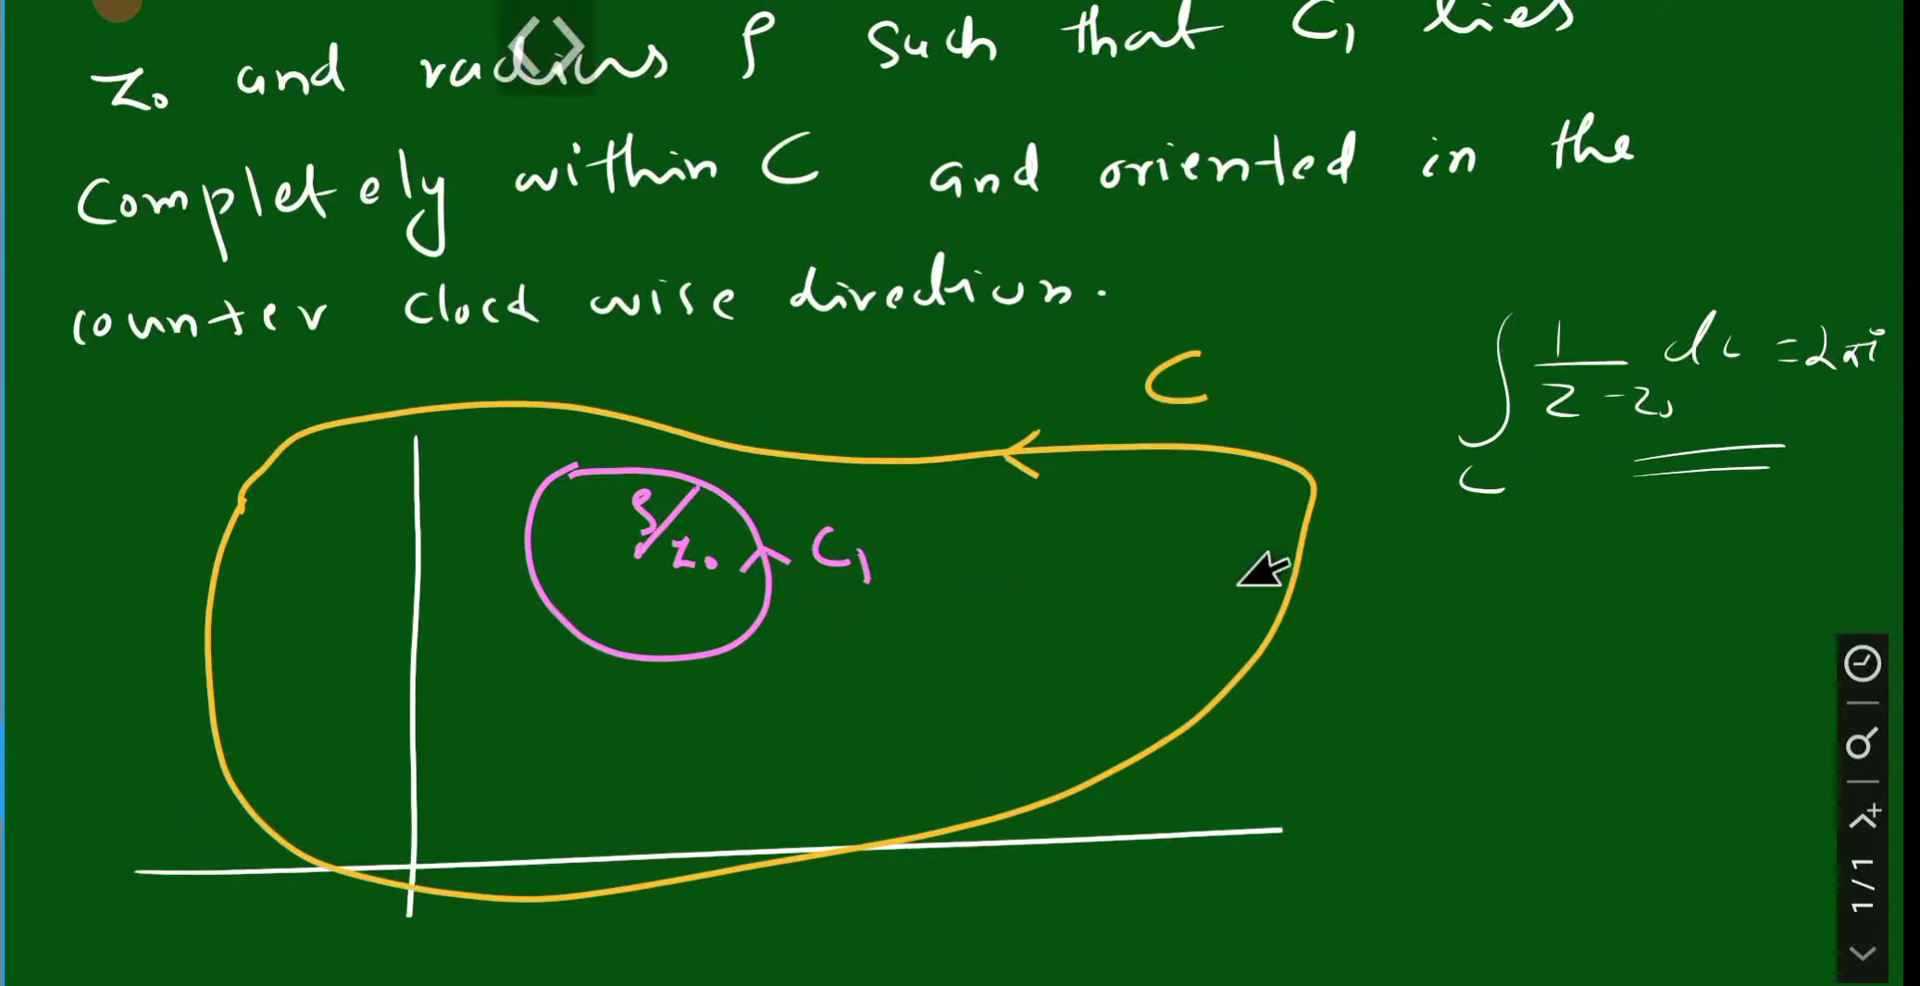 z₀ and radius ρ such that C₁ lies
completely within C and oriented in the
counter clock wise direction.
C
∫_C 1/(z-z₀) dz = 2πi
ρ
z₀
C₁
1/1